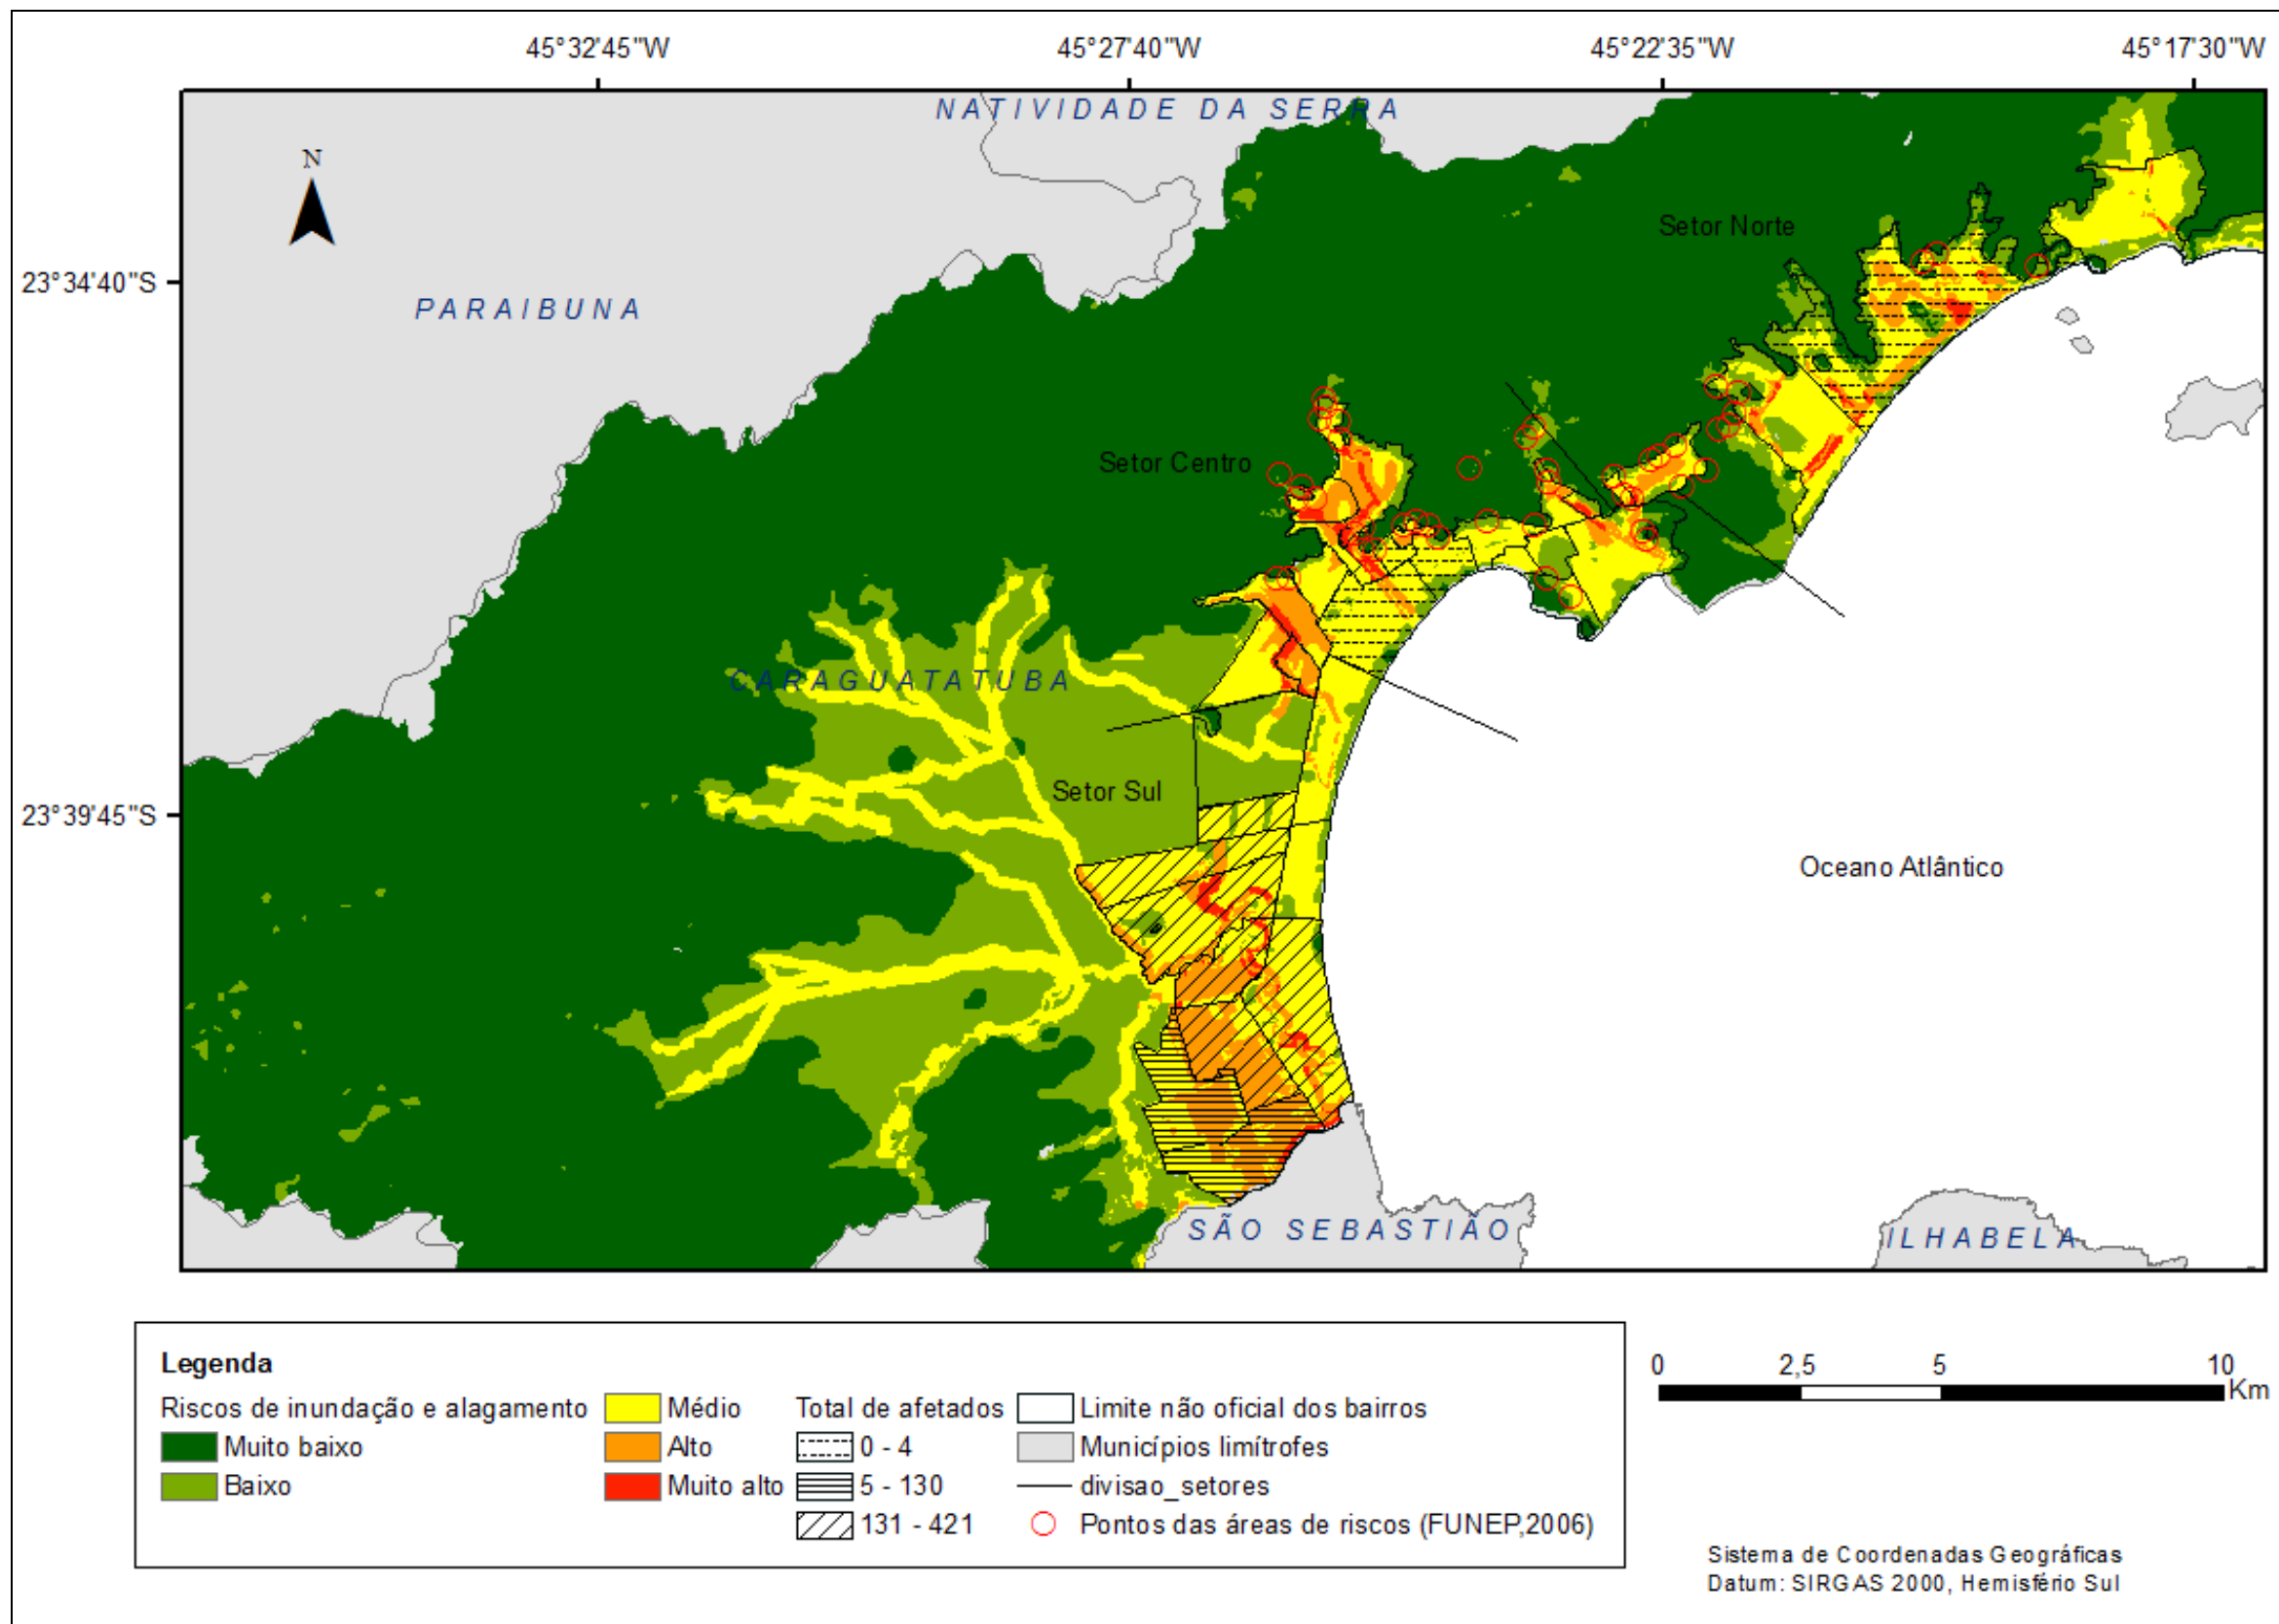 45°32'45"W
45°27'40"W
45°22'35"W
45°17'30"W
NATIVIDADE DA SERRA
N
Setor Norte
23°34'40"S
PARAIBUNA
Setor Centro
CARAGUATATUBA
Setor Sul
23°39'45"S
Oceano Atlântico
SÃO SEBASTIÃO
ILHABELA
Legenda
Riscos de inundação e alagamento
Muito baixo
Baixo
Médio
Alto
Muito alto
Total de afetados
0 - 4
5 - 130
131 - 421
Limite não oficial dos bairros
Municípios limítrofes
divisao_setores
Pontos das áreas de riscos (FUNEP,2006)
0 2,5 5 10
Km
Sistema de Coordenadas Geográficas
Datum: SIRGAS 2000, Hemisfério Sul